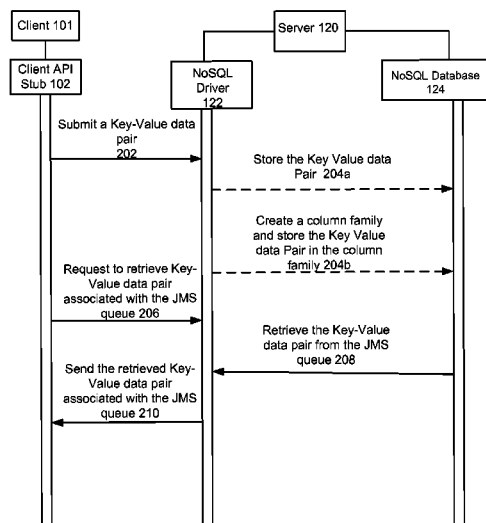 Client 101
Server 120
Client API
Stub 102
NoSQL
Driver
122
NoSQL Database
124
Submit a Key-Value data
pair
202
Store the Key Value data
Pair 204a
Create a column family
and store the Key Value
data Pair in the column
family 204b
Request to retrieve Key-
Value data pair
associated with the JMS
queue 206
Retrieve the Key-Value
data pair from the JMS
queue 208
Send the retrieved Key-
Value data pair
associated with the JMS
queue 210